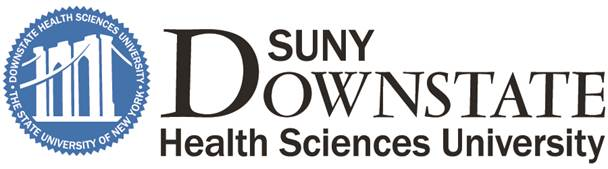 DOWNSTATE HEALTH SCIENCES UNIVERSITY
THE STATE UNIVERSITY OF NEW YORK
SUNY
DOWNSTATE
Health Sciences University